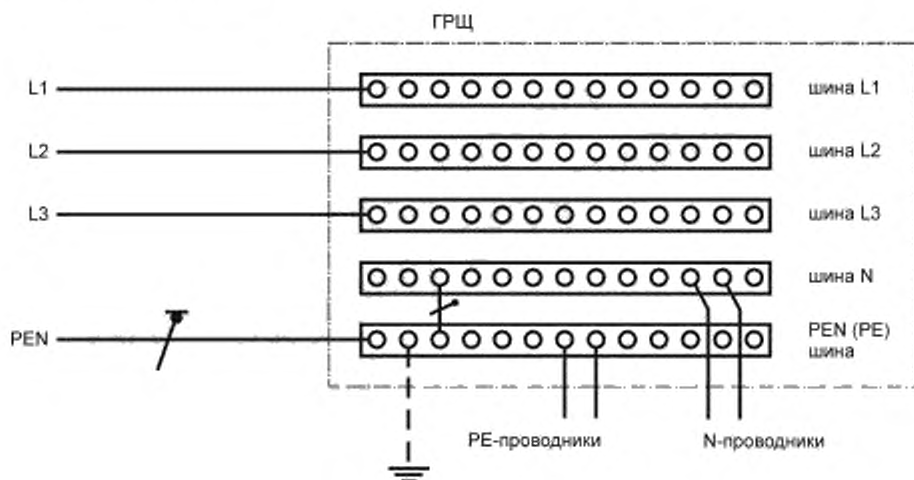 ГРЩ
L1
шина L1
L2
шина L2
L3
шина L3
шина N
PEN
PEN (PE)
шина
PE-проводники
N-проводники